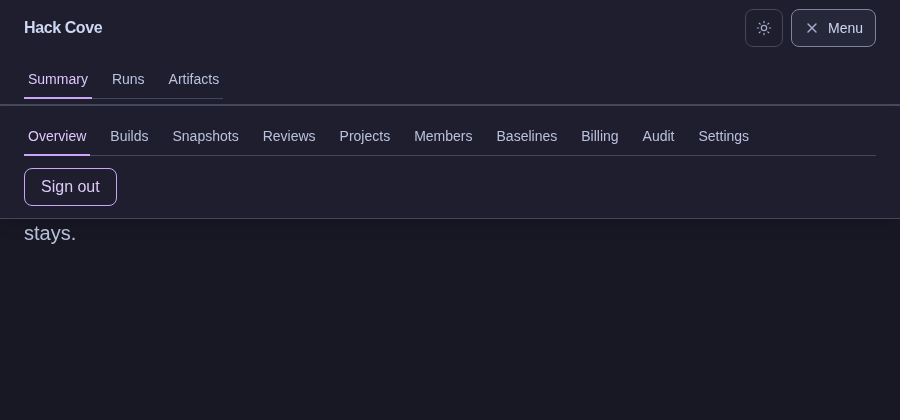 Hack Cove
Menu
Summary Runs Artifacts
Overview Builds Snapshots Reviews Projects Members Baselines Billing Audit Settings
Sign out
stays.